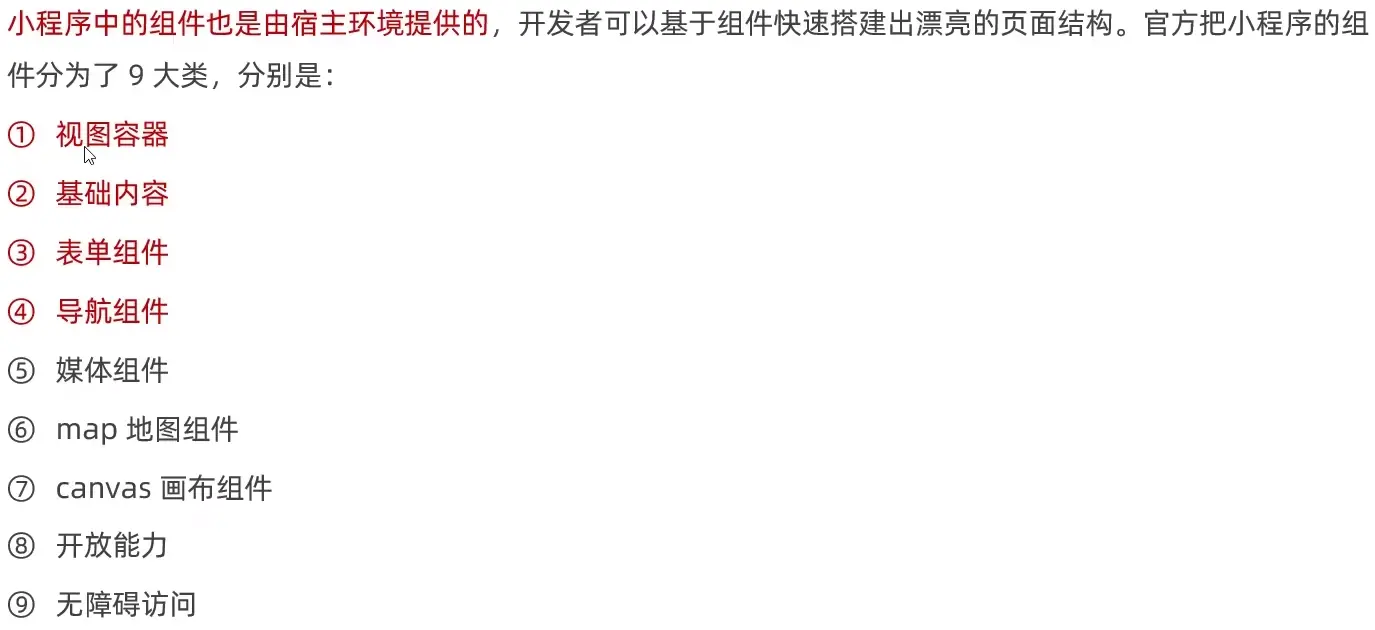 小程序中的组件也是由宿主环境提供的，开发者可以基于组件快速搭建出漂亮的页面结构。官方把小程序的组
件分为了 9 大类，分别是：
① 视图容器
② 基础内容
③ 表单组件
④ 导航组件
⑤ 媒体组件
⑥ map 地图组件
⑦ canvas 画布组件
⑧ 开放能力
⑨ 无障碍访问